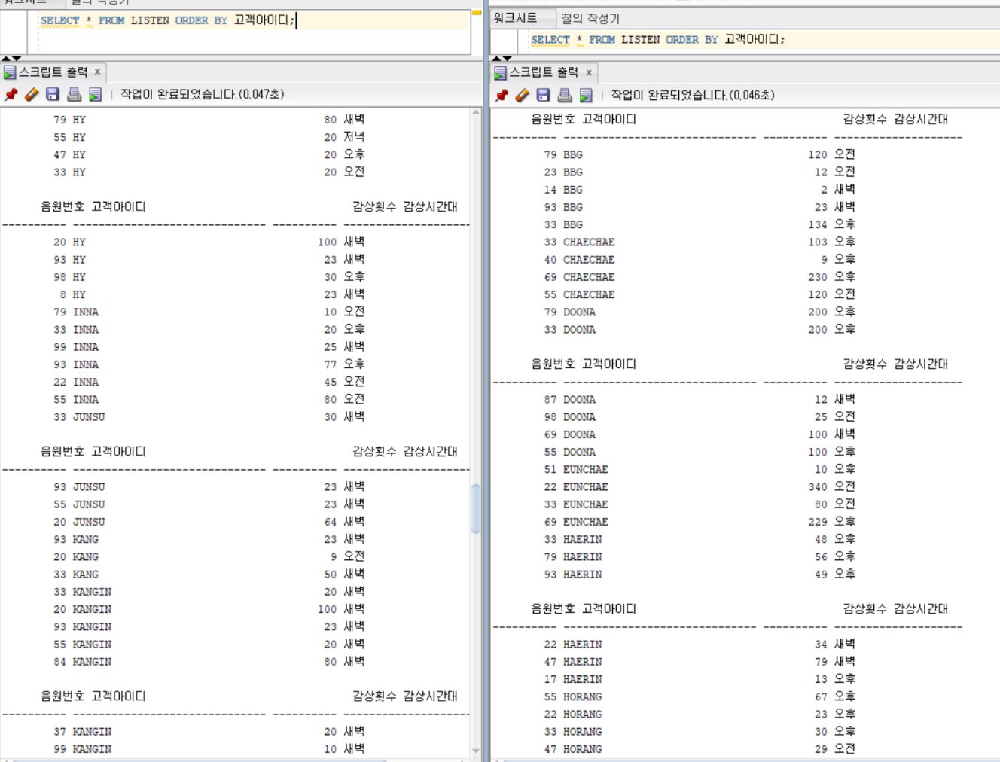 워크시트 질의 작성기
SELECT * FROM LISTEN ORDER BY 고객아이디;
스크립트 출력 x
작업이 완료되었습니다.(0,047초)
79 HY 80 새벽
55 HY 20 저녁
47 HY 20 오후
33 HY 20 오전
음원번호 고객아이디 감상횟수 감상시간대
---------- ------------------------------ ---------- --------------------
20 HY 100 새벽
93 HY 23 새벽
98 HY 30 오후
8 HY 23 새벽
79 INNA 10 오전
33 INNA 20 오후
99 INNA 25 새벽
93 INNA 77 오후
22 INNA 45 오전
55 INNA 80 오전
33 JUNSU 30 새벽
음원번호 고객아이디 감상횟수 감상시간대
---------- ------------------------------ ---------- --------------------
93 JUNSU 23 새벽
55 JUNSU 23 새벽
20 JUNSU 64 새벽
93 KANG 23 새벽
20 KANG 9 오전
33 KANG 50 새벽
33 KANGIN 20 새벽
20 KANGIN 100 새벽
93 KANGIN 23 새벽
55 KANGIN 20 새벽
84 KANGIN 80 새벽
음원번호 고객아이디 감상횟수 감상시간대
---------- ------------------------------ ---------- --------------------
37 KANGIN 20 새벽
99 KANGIN 10 새벽
워크시트 질의 작성기
SELECT * FROM LISTEN ORDER BY 고객아이디;
스크립트 출력 x
작업이 완료되었습니다.(0,046초)
음원번호 고객아이디 감상횟수 감상시간대
---------- ------------------------------ ---------- --------------------
79 BBG 120 오전
23 BBG 12 오전
14 BBG 2 새벽
93 BBG 23 새벽
33 BBG 134 오후
33 CHAECHAE 103 오후
40 CHAECHAE 9 오후
69 CHAECHAE 230 오후
55 CHAECHAE 120 오전
79 DOONA 200 오후
33 DOONA 200 오후
음원번호 고객아이디 감상횟수 감상시간대
---------- ------------------------------ ---------- --------------------
87 DOONA 12 새벽
98 DOONA 25 오전
69 DOONA 100 새벽
55 DOONA 100 오후
51 EUNCHAE 10 오후
22 EUNCHAE 340 오전
33 EUNCHAE 80 오전
69 EUNCHAE 229 오후
33 HAERIN 48 오후
79 HAERIN 56 오후
93 HAERIN 49 오후
음원번호 고객아이디 감상횟수 감상시간대
---------- ------------------------------ ---------- --------------------
22 HAERIN 34 새벽
47 HAERIN 79 새벽
17 HAERIN 13 오후
55 HORANG 67 오후
22 HORANG 23 오후
33 HORANG 30 오후
47 HORANG 29 오전